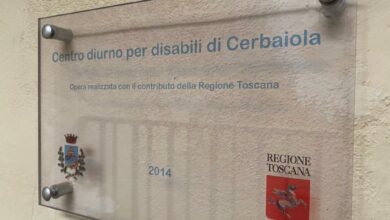 Centro diurno per disabili di Cerbaiola
Opera realizzata con il contributo della Regione Toscana
2014
REGIONE
TOSCANA